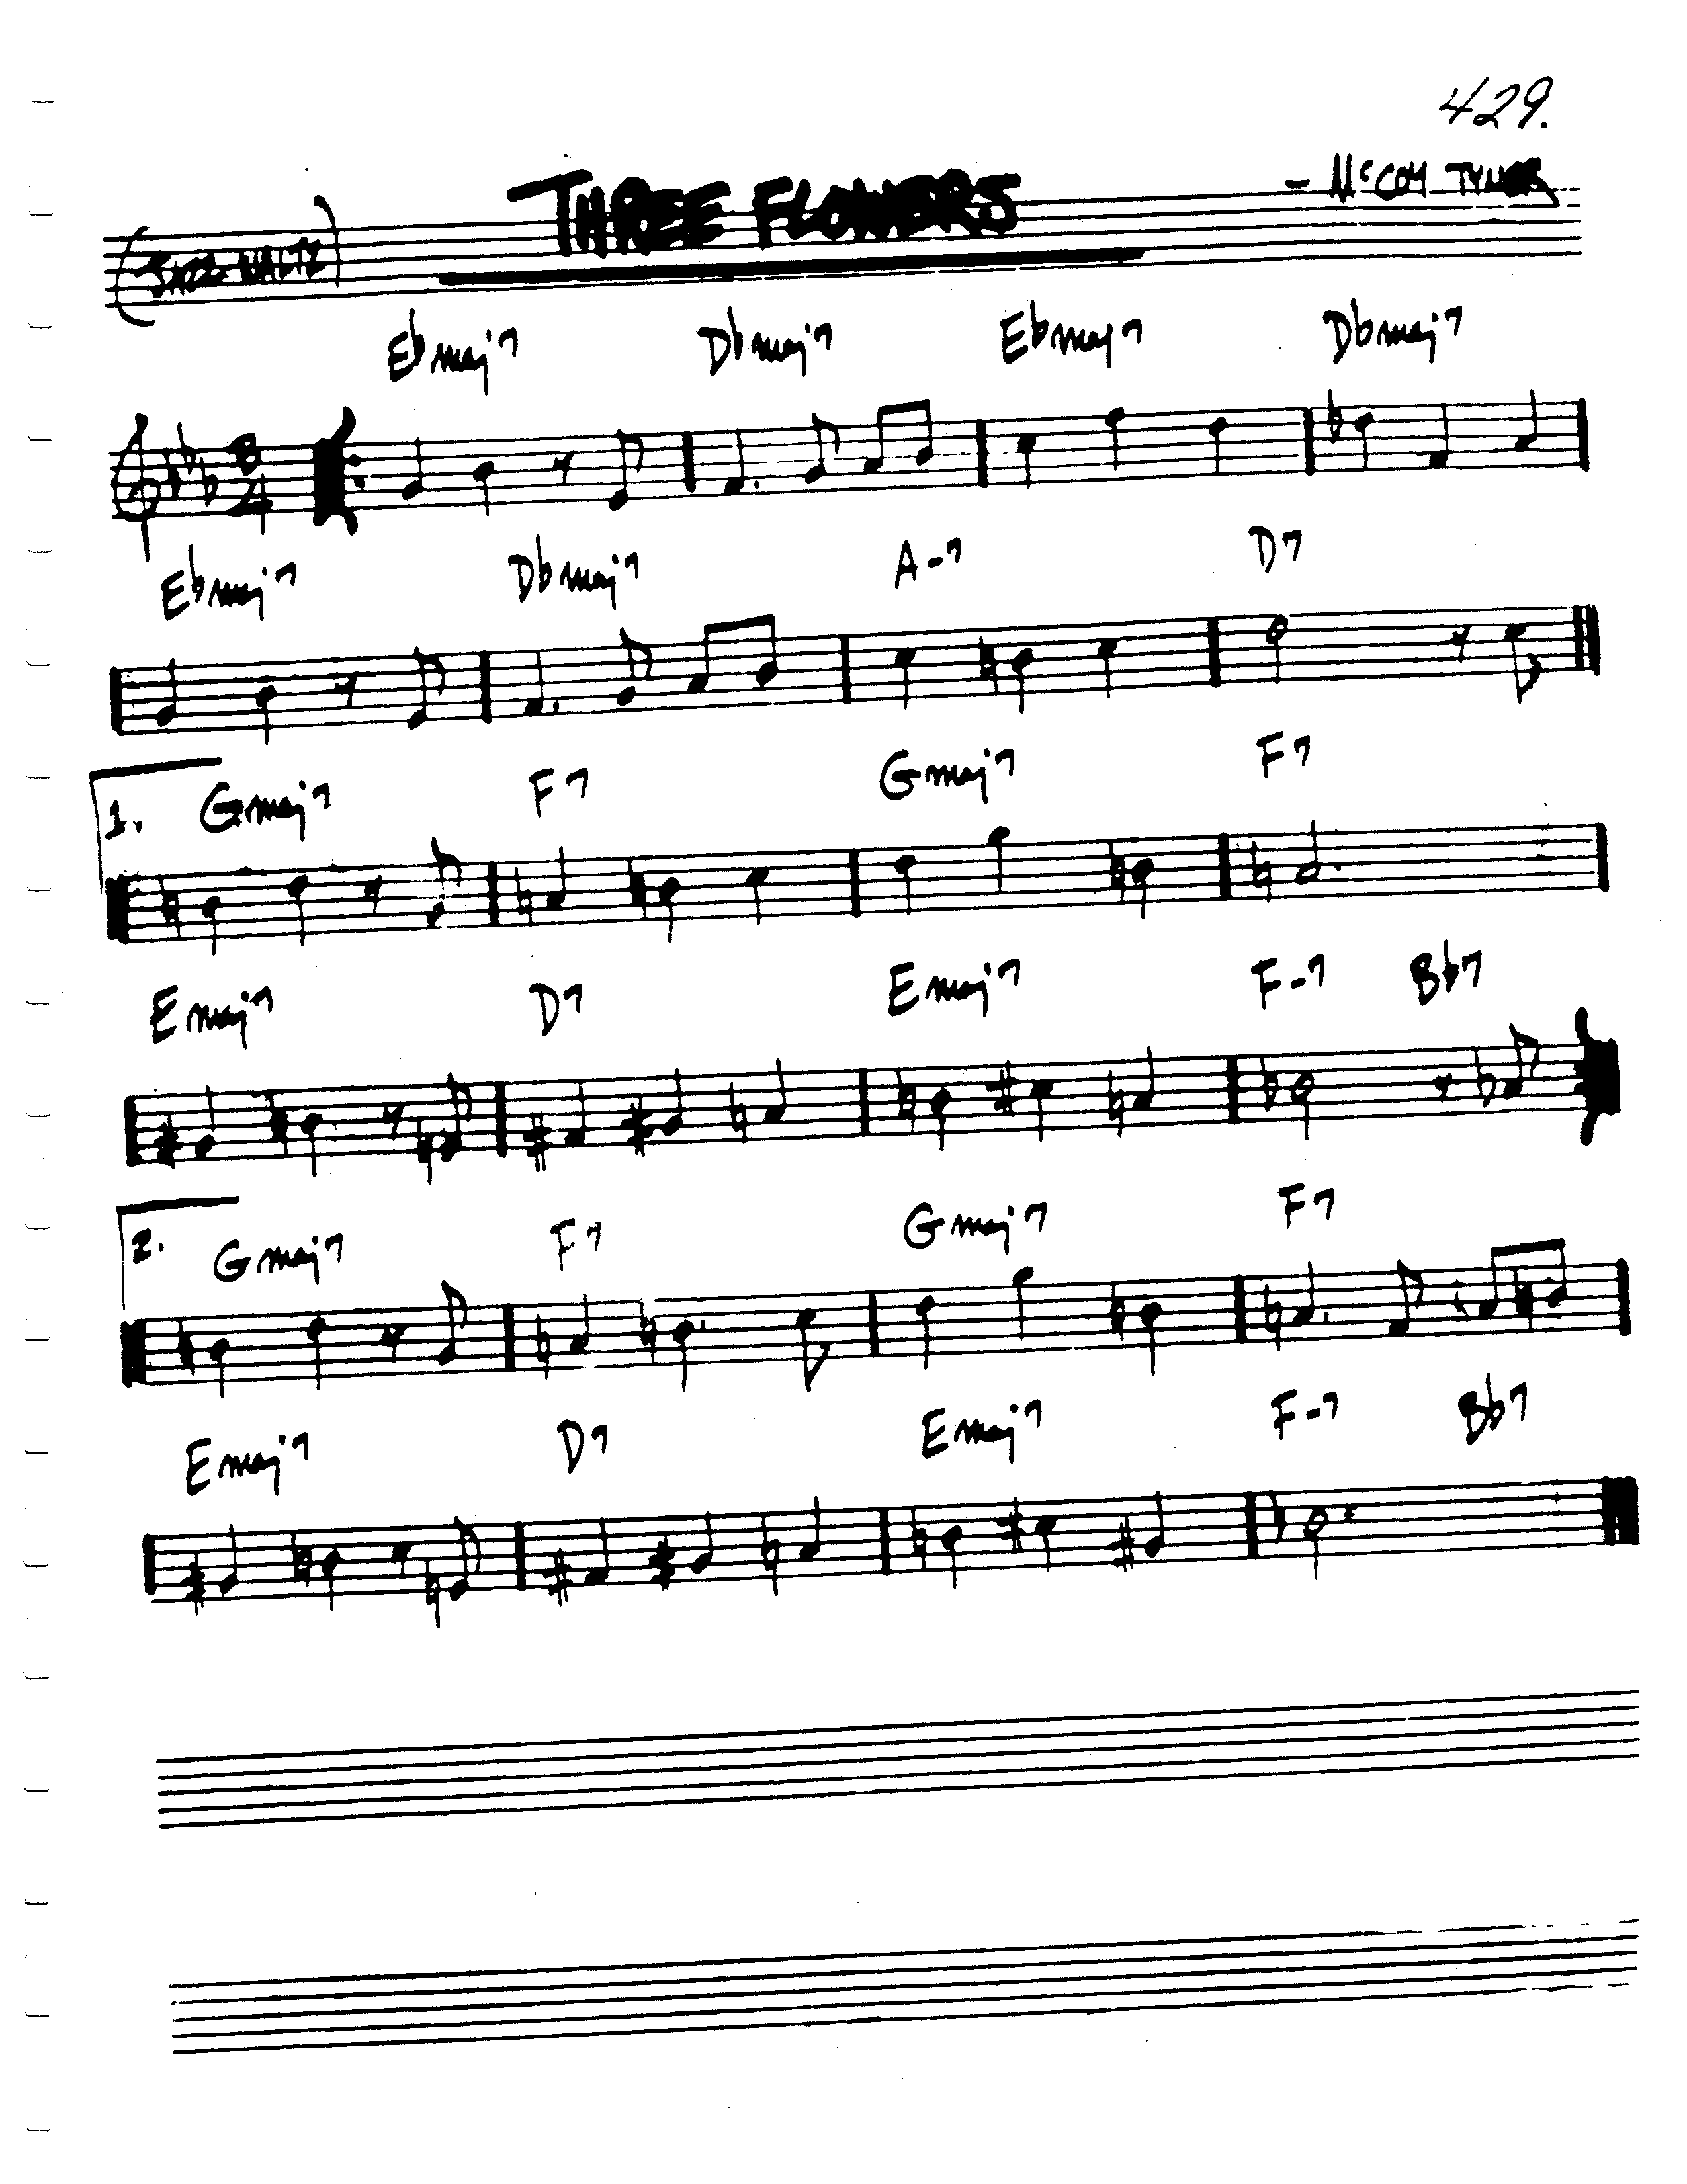 429.
THREE FLOWERS
- McCOY TYNER
(JAZZ WALTZ)
Ebmaj7 Dbmaj7 Ebmaj7 Dbmaj7
3
4
Ebmaj7 Dbmaj7 A-7 D7
1. Gmaj7 F7 Gmaj7 F7
Emaj7 D7 Emaj7 F-7 Bb7
2. Gmaj7 F7 Gmaj7 F7
Emaj7 D7 Emaj7 F-7 Bb7